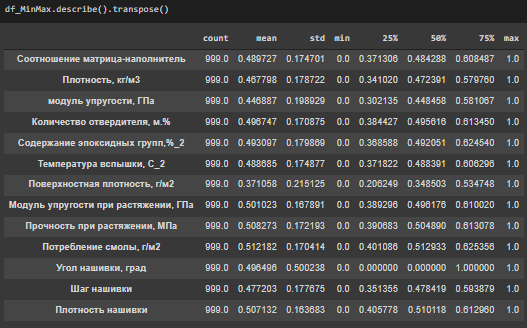 df_MinMax.describe().transpose()
count mean std min 25% 50% 75% max
Соотношение матрица-наполнитель 999.0 0.489727 0.174701 0.0 0.371306 0.484288 0.608487 1.0
Плотность, кг/м3 999.0 0.467798 0.178722 0.0 0.341020 0.472391 0.579760 1.0
модуль упругости, ГПа 999.0 0.446887 0.198929 0.0 0.302135 0.448458 0.581067 1.0
Количество отвердителя, м.% 999.0 0.496747 0.170875 0.0 0.384427 0.495616 0.613450 1.0
Содержание эпоксидных групп,%_2 999.0 0.493097 0.179869 0.0 0.368588 0.492051 0.624540 1.0
Температура вспышки, С_2 999.0 0.488685 0.174877 0.0 0.371822 0.488391 0.606296 1.0
Поверхностная плотность, г/м2 999.0 0.371058 0.215125 0.0 0.206249 0.348503 0.534748 1.0
Модуль упругости при растяжении, ГПа 999.0 0.501023 0.167891 0.0 0.389296 0.496176 0.610020 1.0
Прочность при растяжении, МПа 999.0 0.508273 0.172193 0.0 0.390683 0.504890 0.613078 1.0
Потребление смолы, г/м2 999.0 0.512182 0.170414 0.0 0.401086 0.512933 0.625356 1.0
Угол нашивки, град 999.0 0.496496 0.500238 0.0 0.000000 0.000000 1.000000 1.0
Шаг нашивки 999.0 0.477203 0.177675 0.0 0.351355 0.478419 0.593879 1.0
Плотность нашивки 999.0 0.507132 0.163683 0.0 0.405778 0.510118 0.612960 1.0